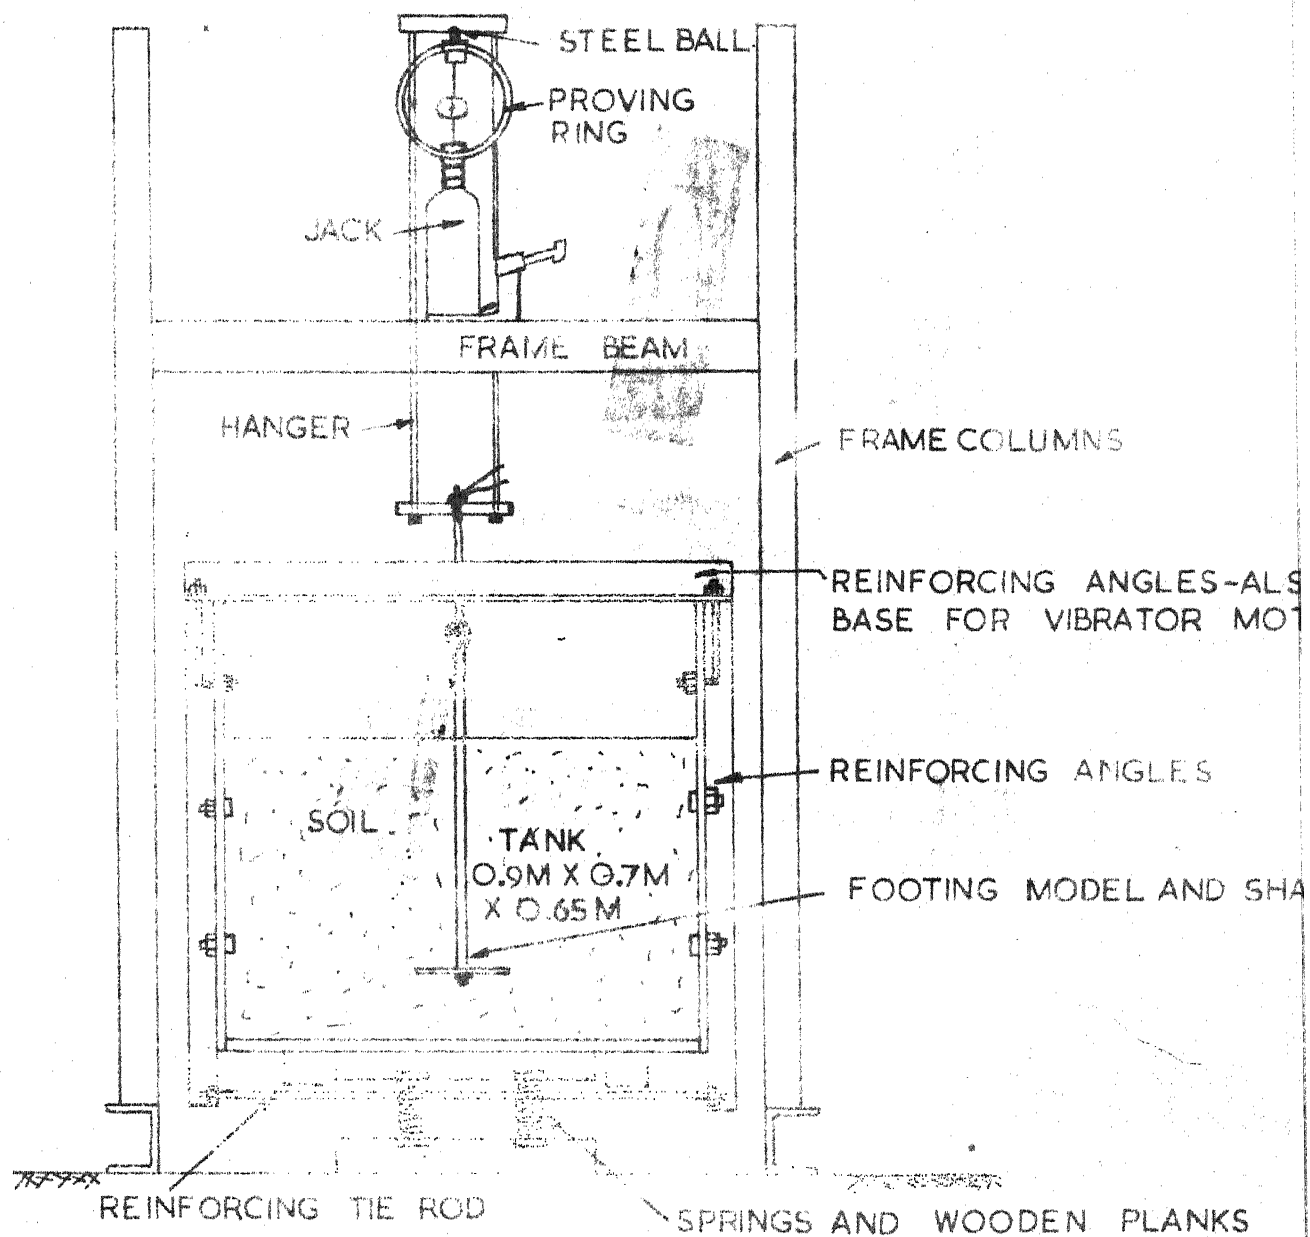 STEEL BALL
PROVING
RING
JACK
FRAME BEAM
HANGER
FRAME COLUMNS
REINFORCING ANGLES-ALS
BASE FOR VIBRATOR MOT
REINFORCING ANGLES
SOIL
TANK
0.9M X 0.7M
X 0.65M
FOOTING MODEL AND SHA
REINFORCING TIE ROD
SPRINGS AND WOODEN PLANKS